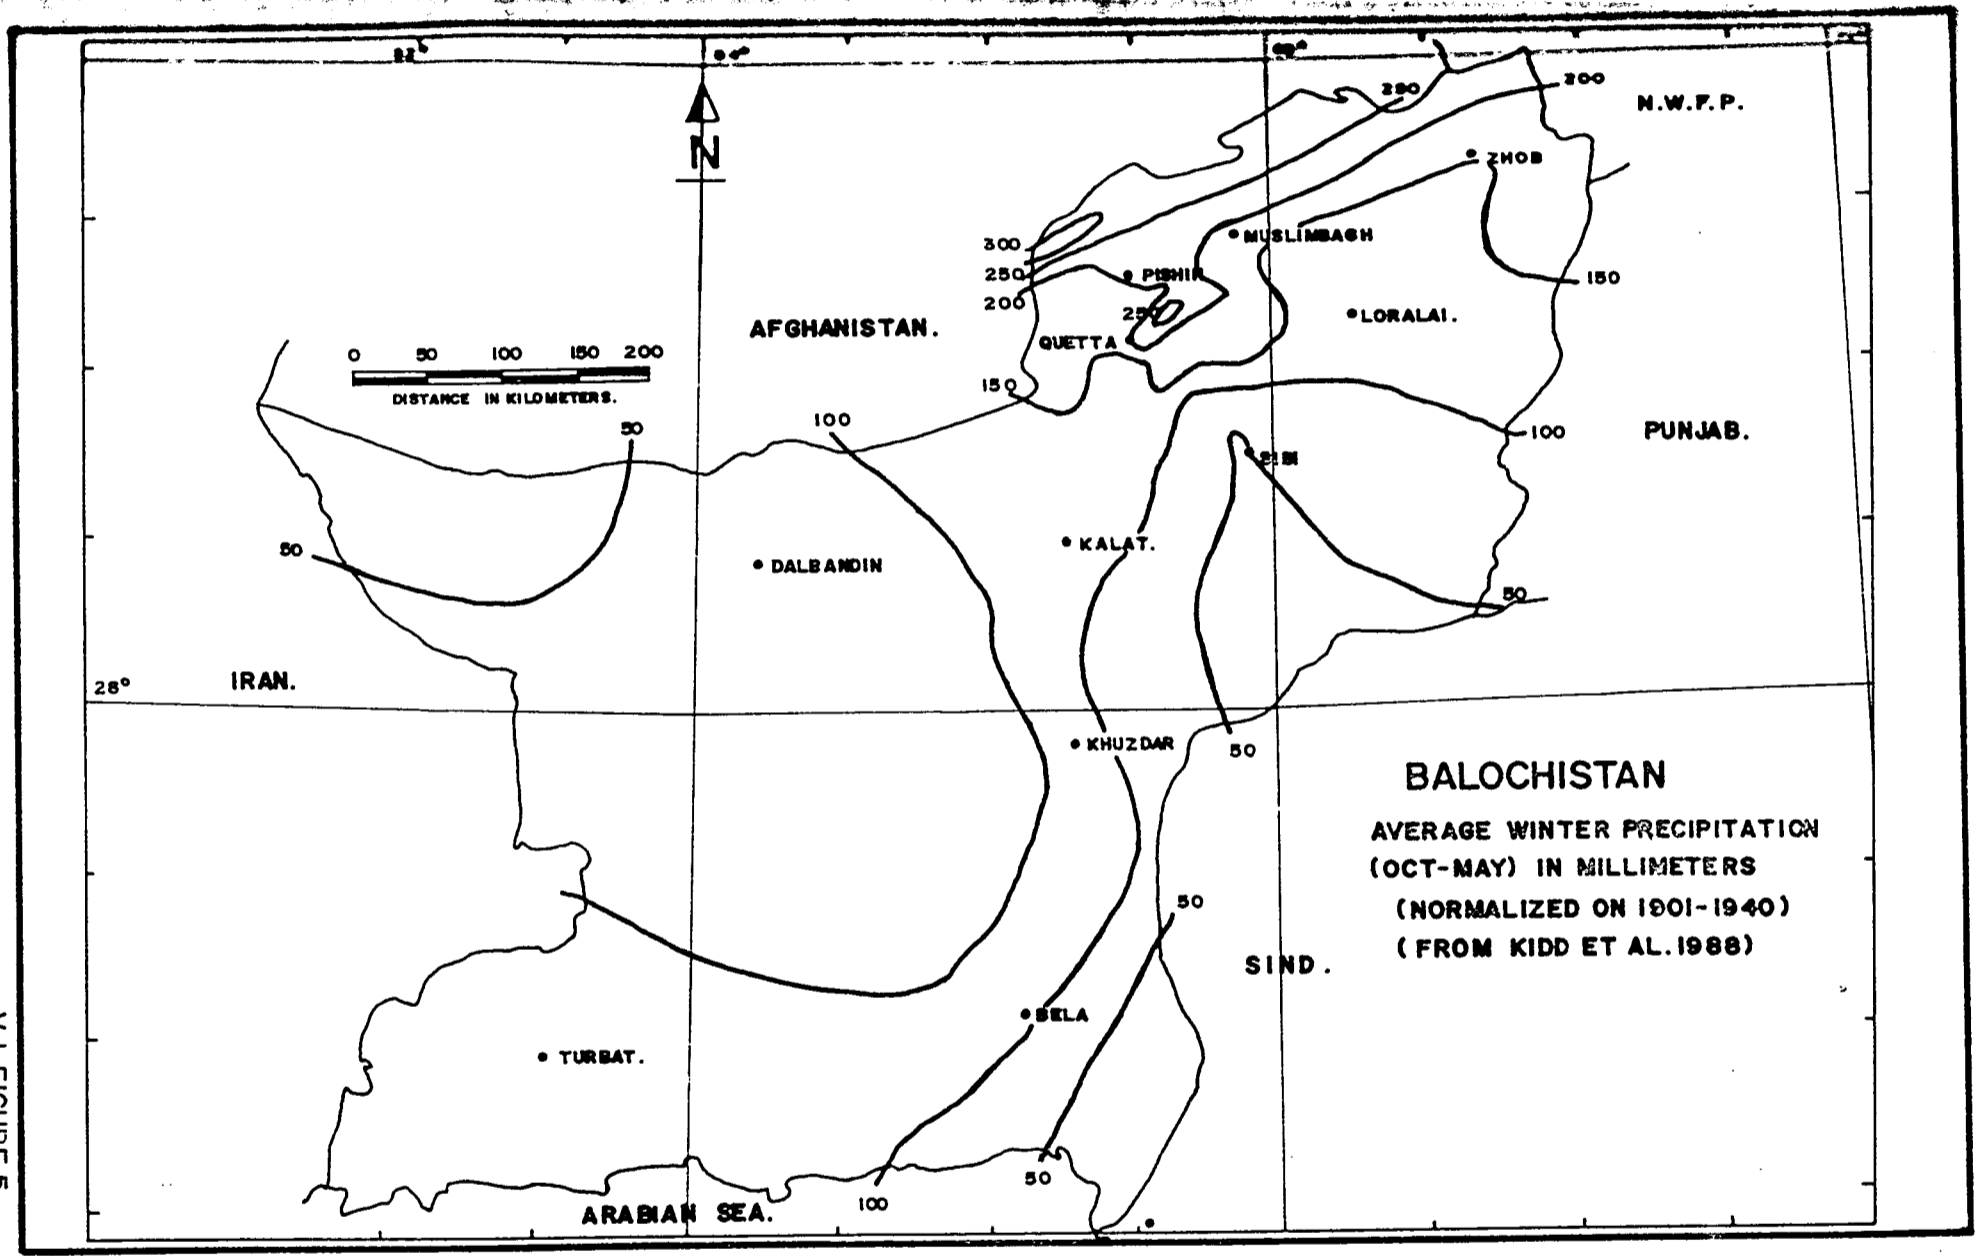 64°
68°
N
250
200
N.W.F.P.
ZHOB
300
MUSLIMBAGH
250
PISHIN
150
200
250
AFGHANISTAN.
LORALAI.
QUETTA
0 50 100 150 200
DISTANCE IN KILOMETERS.
150
100
50
100
PUNJAB.
SIBI
50
KALAT.
DALBANDIN
50
IRAN.
28°
KHUZDAR
50
BALOCHISTAN
AVERAGE WINTER PRECIPITATION
(OCT-MAY) IN MILLIMETERS
(NORMALIZED ON 1901-1940)
(FROM KIDD ET AL.1988)
50
SIND.
BELA
TURBAT.
50
100
ARABIAN SEA.